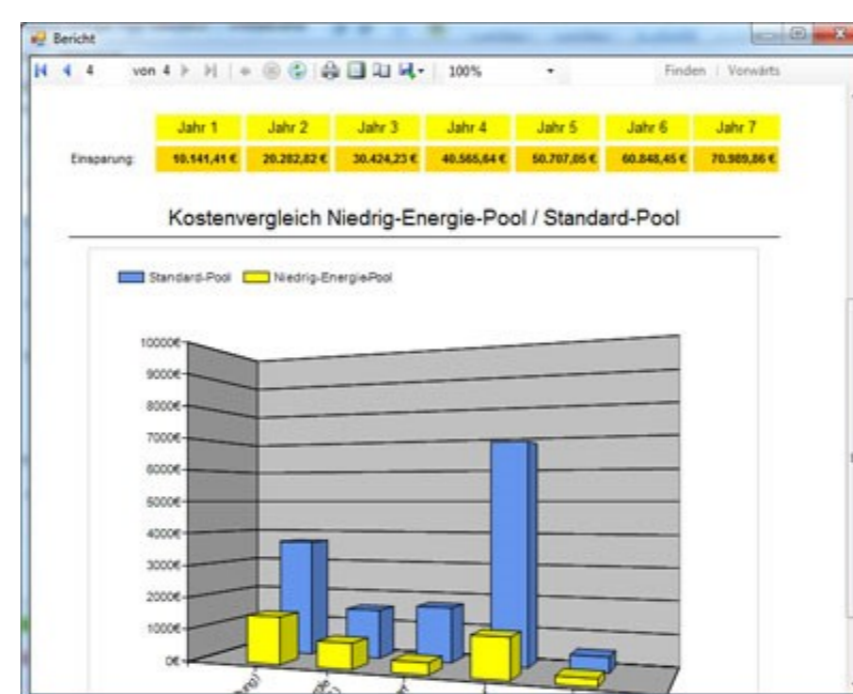 Bericht
4 von 4 100% Finden | Vorwärts
Jahr 1 Jahr 2 Jahr 3 Jahr 4 Jahr 5 Jahr 6 Jahr 7
Einsparung: 10.141,41 € 20.282,82 € 30.424,23 € 40.565,64 € 50.707,05 € 60.848,45 € 70.989,86 €
Kostenvergleich Niedrig-Energie-Pool / Standard-Pool
Standard-Pool Niedrig-Energie-Pool
10000€
9000€
8000€
7000€
6000€
5000€
4000€
3000€
2000€
1000€
0€